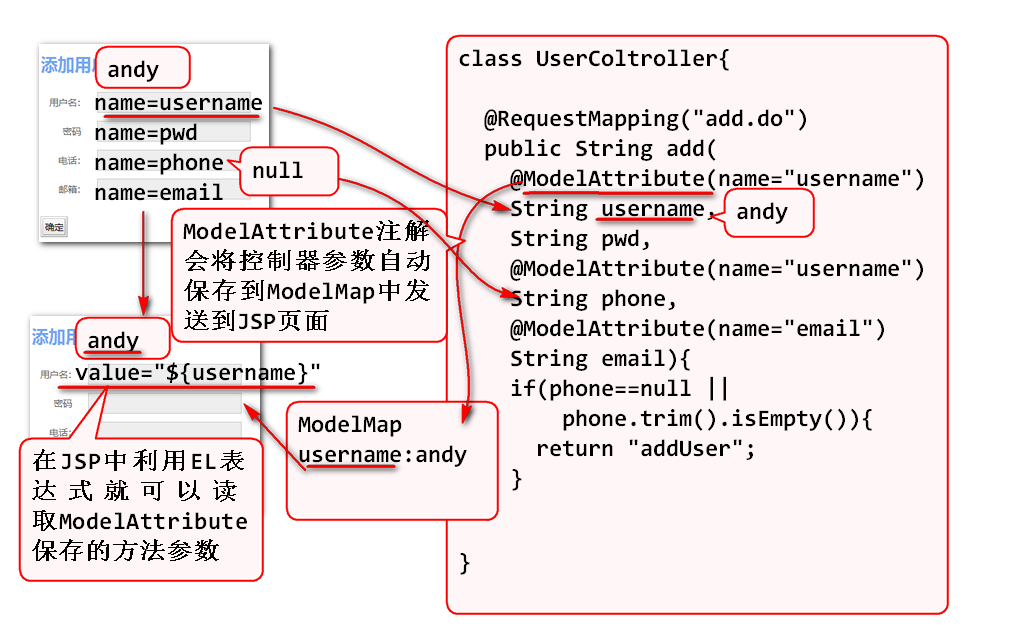 添加用
andy
用户名: name=username
密码 name=pwd
电话: name=phone
null
邮箱: name=email
确定
ModelAttribute注解
会将控制器参数自动
保存到ModelMap中发
送到JSP页面
添加用
andy
用户名: value="${username}"
密码
电话:
在JSP中利用EL表
达式就可以读
取ModelAttribute
保存的方法参数
ModelMap
username:andy
class UserColtroller{
@RequestMapping("add.do")
public String add(
@ModelAttribute(name="username")
String username,
andy
String pwd,
@ModelAttribute(name="username")
String phone,
@ModelAttribute(name="email")
String email){
if(phone==null ||
phone.trim().isEmpty()){
return "addUser";
}
}